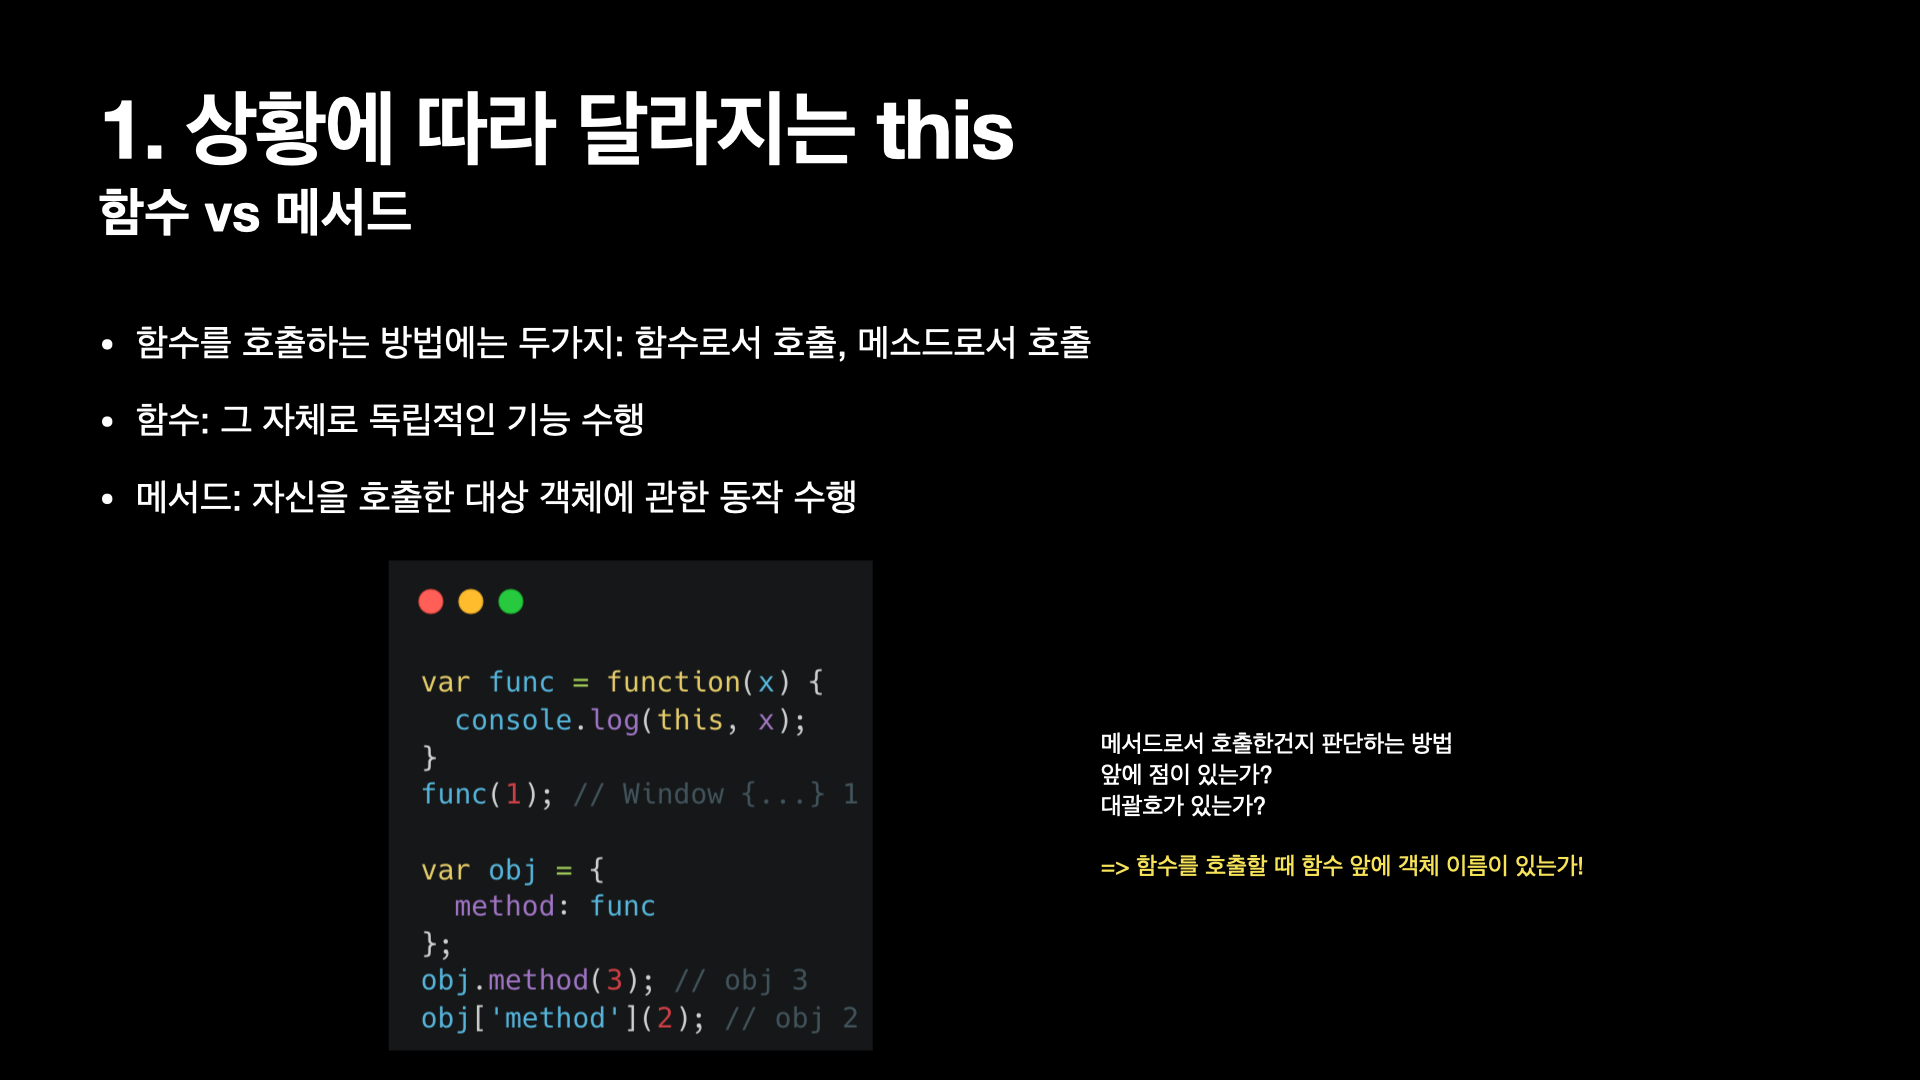 1. 상황에 따라 달라지는 this
함수 vs 메서드
• 함수를 호출하는 방법에는 두가지: 함수로서 호출, 메소드로서 호출
• 함수: 그 자체로 독립적인 기능 수행
• 메서드: 자신을 호출한 대상 객체에 관한 동작 수행
var func = function(x) {
  console.log(this, x);
}
func(1); // Window {...} 1
var obj = {
  method: func
};
obj.method(3); // obj 3
obj['method'](2); // obj 2
메서드로서 호출한건지 판단하는 방법
앞에 점이 있는가?
대괄호가 있는가?
=> 함수를 호출할 때 함수 앞에 객체 이름이 있는가!